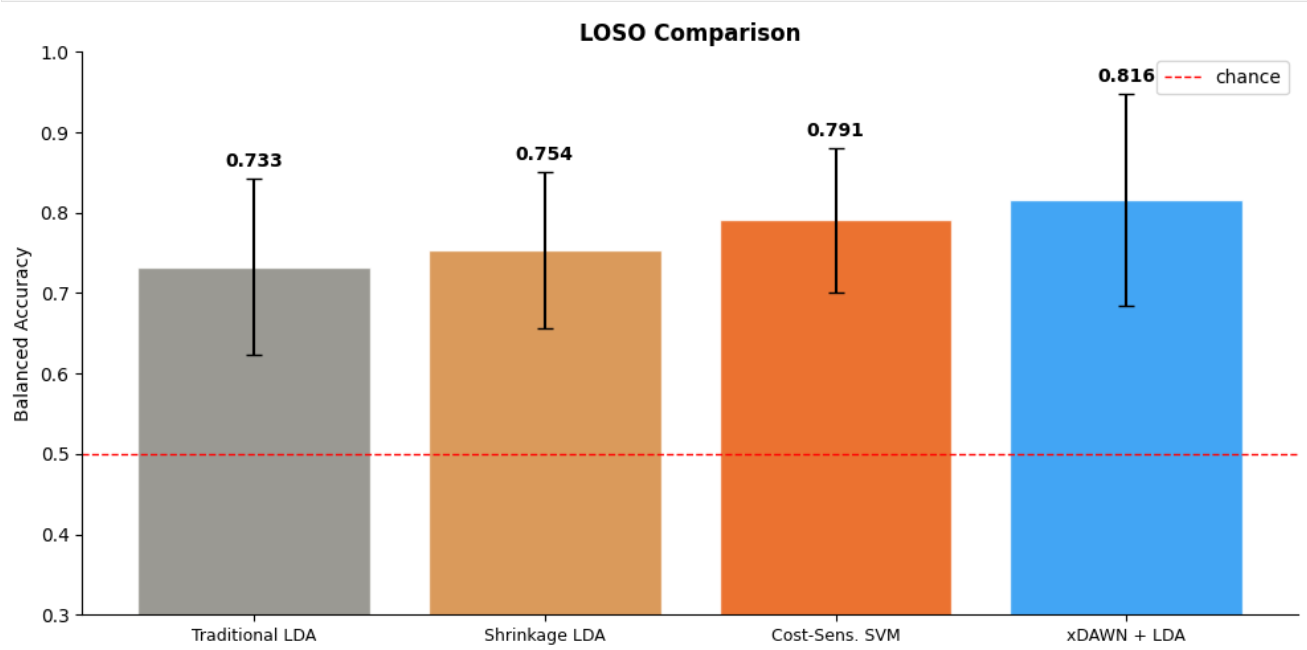 LOSO Comparison
1.0
0.9
0.8
0.7
0.6
0.5
0.4
0.3
Balanced Accuracy
0.733
0.754
0.791
0.816
chance
Traditional LDA
Shrinkage LDA
Cost-Sens. SVM
xDAWN + LDA